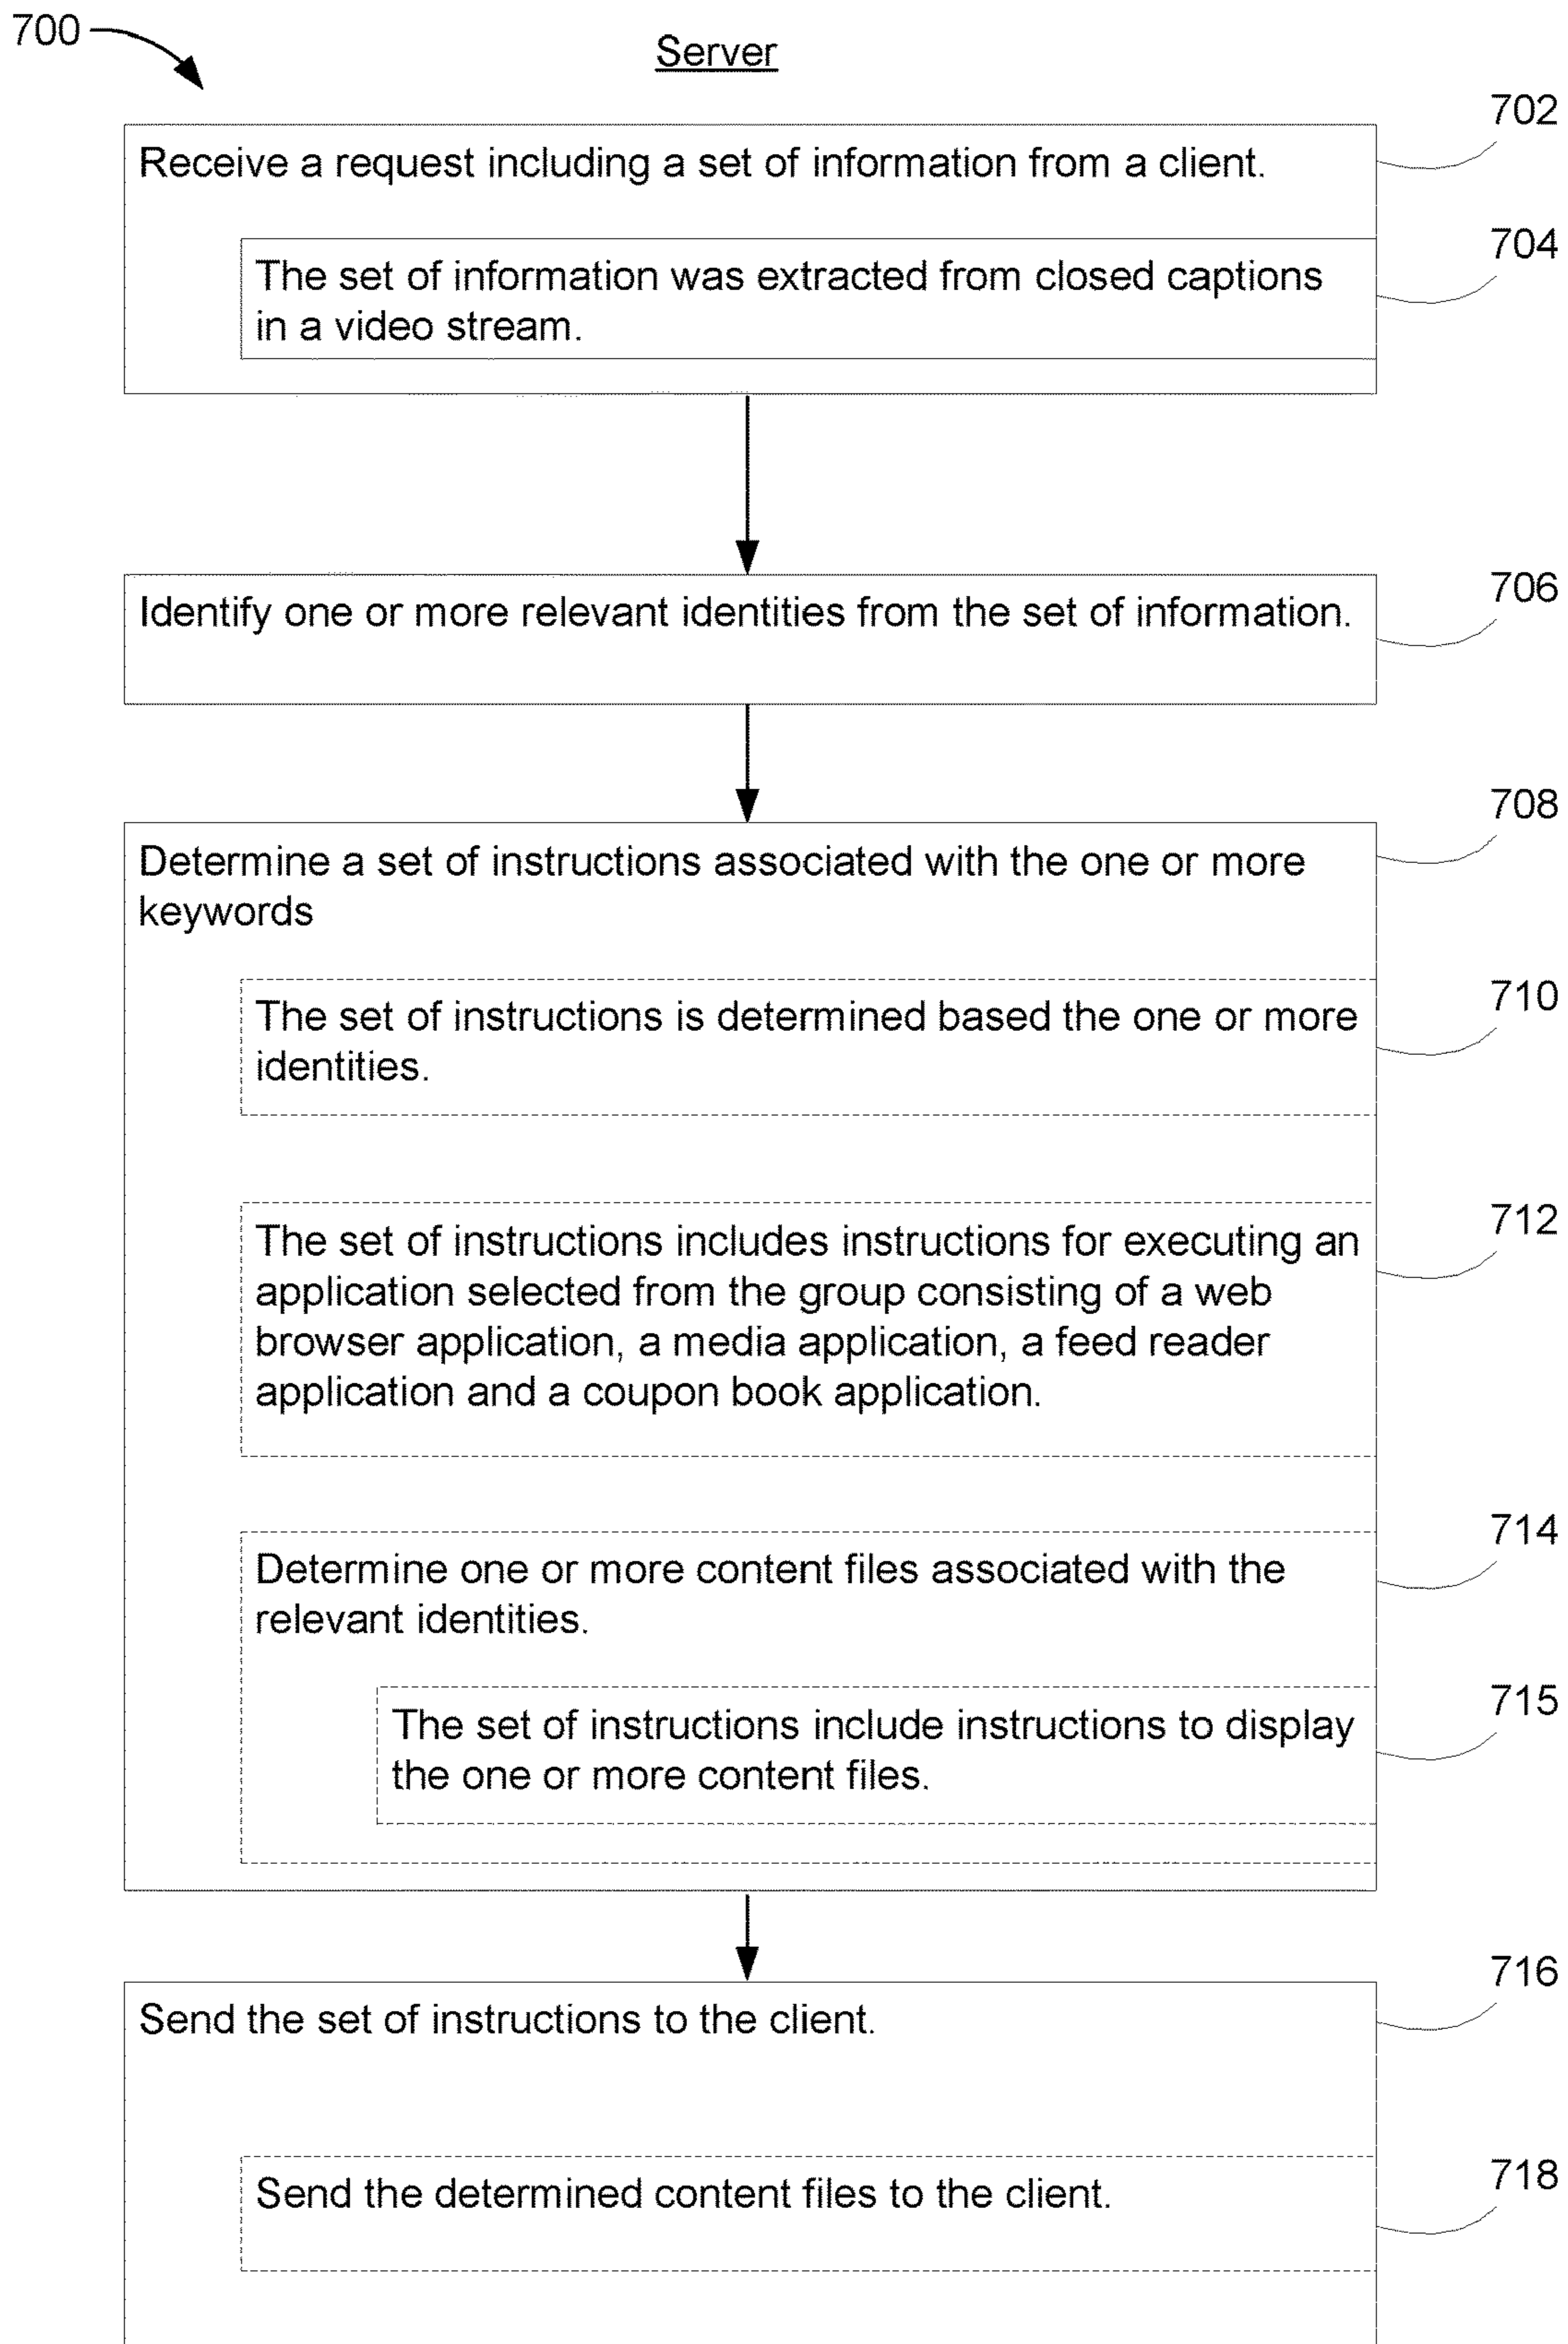 700
Server
702
Receive a request including a set of information from a client.
704
The set of information was extracted from closed captions
in a video stream.
706
Identify one or more relevant identities from the set of information.
708
Determine a set of instructions associated with the one or more
keywords
710
The set of instructions is determined based the one or more
identities.
712
The set of instructions includes instructions for executing an
application selected from the group consisting of a web
browser application, a media application, a feed reader
application and a coupon book application.
714
Determine one or more content files associated with the
relevant identities.
715
The set of instructions include instructions to display
the one or more content files.
716
Send the set of instructions to the client.
718
Send the determined content files to the client.